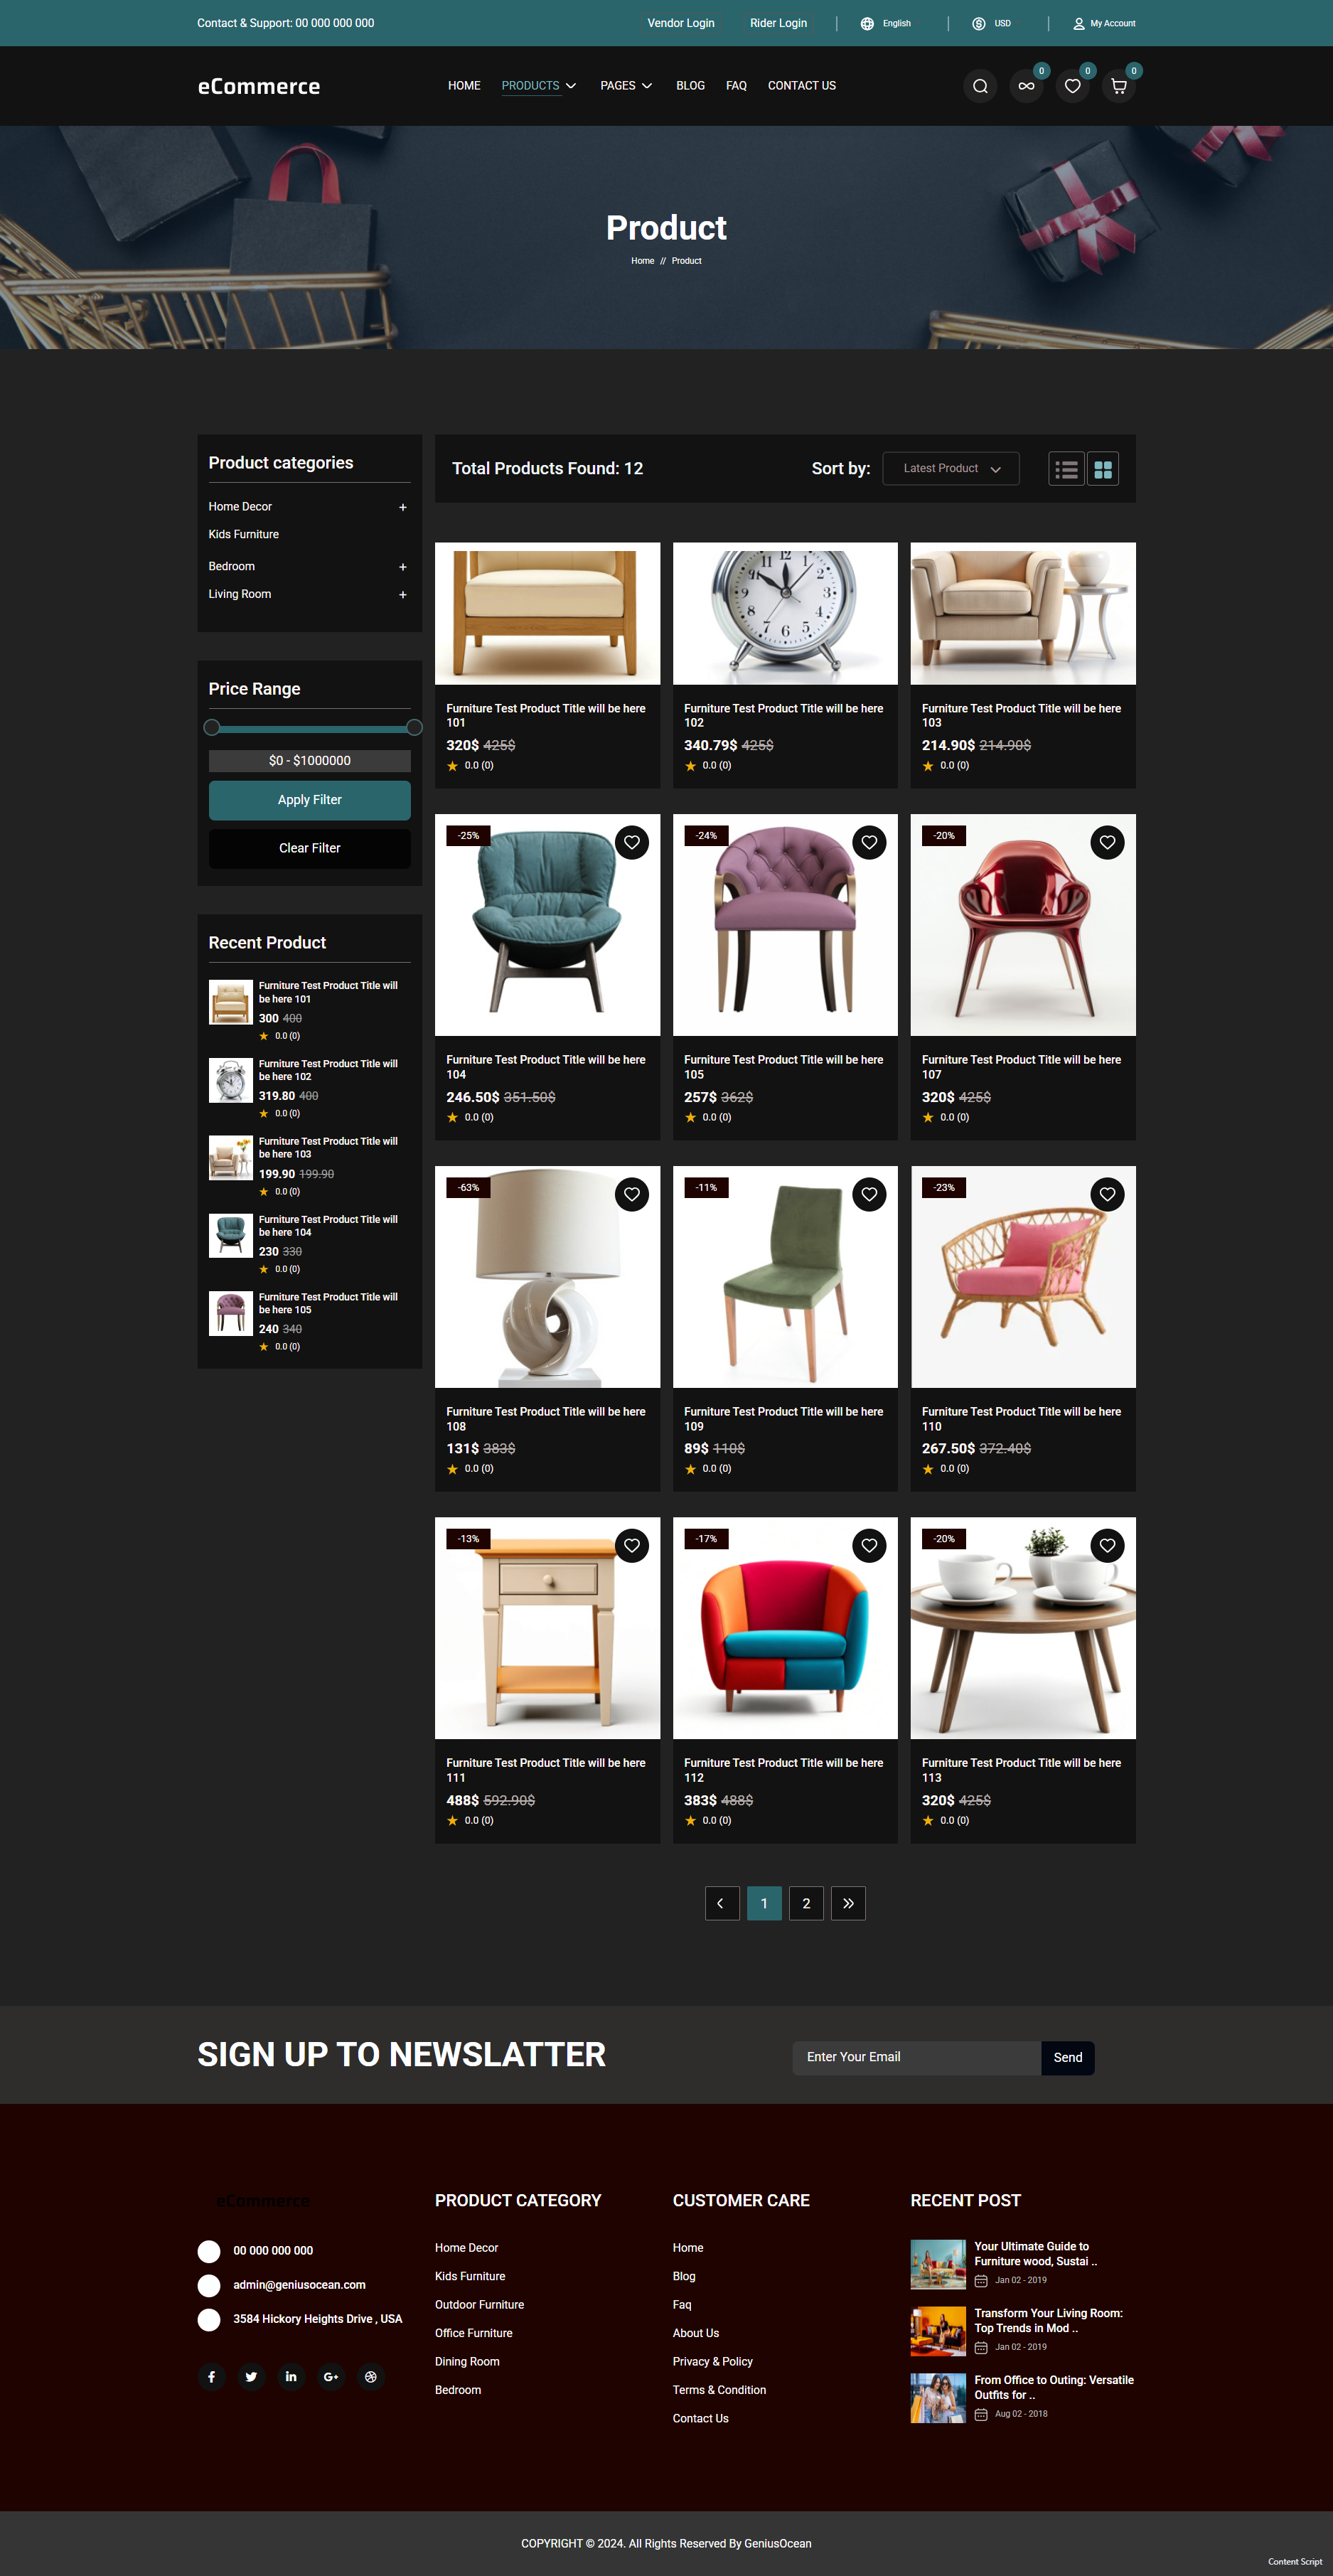 Contact & Support: 00 000 000 000
Vendor Login
Rider Login
English
USD
My Account
eCommerce
HOME
PRODUCTS
PAGES
BLOG
FAQ
CONTACT US
0
0
0
Product
Home // Product
Product categories
Home Decor +
Kids Furniture
Bedroom +
Living Room +
Price Range
$0 - $1000000
Apply Filter
Clear Filter
Recent Product
Furniture Test Product Title will
be here 101
300 400
0.0 (0)
Furniture Test Product Title will
be here 102
319.80 400
0.0 (0)
Furniture Test Product Title will
be here 103
199.90 199.90
0.0 (0)
Furniture Test Product Title will
be here 104
230 330
0.0 (0)
Furniture Test Product Title will
be here 105
240 340
0.0 (0)
Total Products Found: 12
Sort by:
Latest Product
Furniture Test Product Title will be here
101
320$ 425$
0.0 (0)
Furniture Test Product Title will be here
102
340.79$ 425$
0.0 (0)
Furniture Test Product Title will be here
103
214.90$ 214.90$
0.0 (0)
-25%
Furniture Test Product Title will be here
104
246.50$ 351.50$
0.0 (0)
-24%
Furniture Test Product Title will be here
105
257$ 362$
0.0 (0)
-20%
Furniture Test Product Title will be here
107
320$ 425$
0.0 (0)
-63%
Furniture Test Product Title will be here
108
131$ 383$
0.0 (0)
-11%
Furniture Test Product Title will be here
109
89$ 110$
0.0 (0)
-23%
Furniture Test Product Title will be here
110
267.50$ 372.40$
0.0 (0)
-13%
Furniture Test Product Title will be here
111
488$ 592.90$
0.0 (0)
-17%
Furniture Test Product Title will be here
112
383$ 488$
0.0 (0)
-20%
Furniture Test Product Title will be here
113
320$ 425$
0.0 (0)
1
2
SIGN UP TO NEWSLATTER
Enter Your Email
Send
eCommerce
00 000 000 000
admin@geniusocean.com
3584 Hickory Heights Drive , USA
PRODUCT CATEGORY
Home Decor
Kids Furniture
Outdoor Furniture
Office Furniture
Dining Room
Bedroom
CUSTOMER CARE
Home
Blog
Faq
About Us
Privacy & Policy
Terms & Condition
Contact Us
RECENT POST
Your Ultimate Guide to
Furniture wood, Sustai ..
Jan 02 - 2019
Transform Your Living Room:
Top Trends in Mod ..
Jan 02 - 2019
From Office to Outing: Versatile
Outfits for ..
Aug 02 - 2018
COPYRIGHT © 2024. All Rights Reserved By GeniusOcean
Content Script